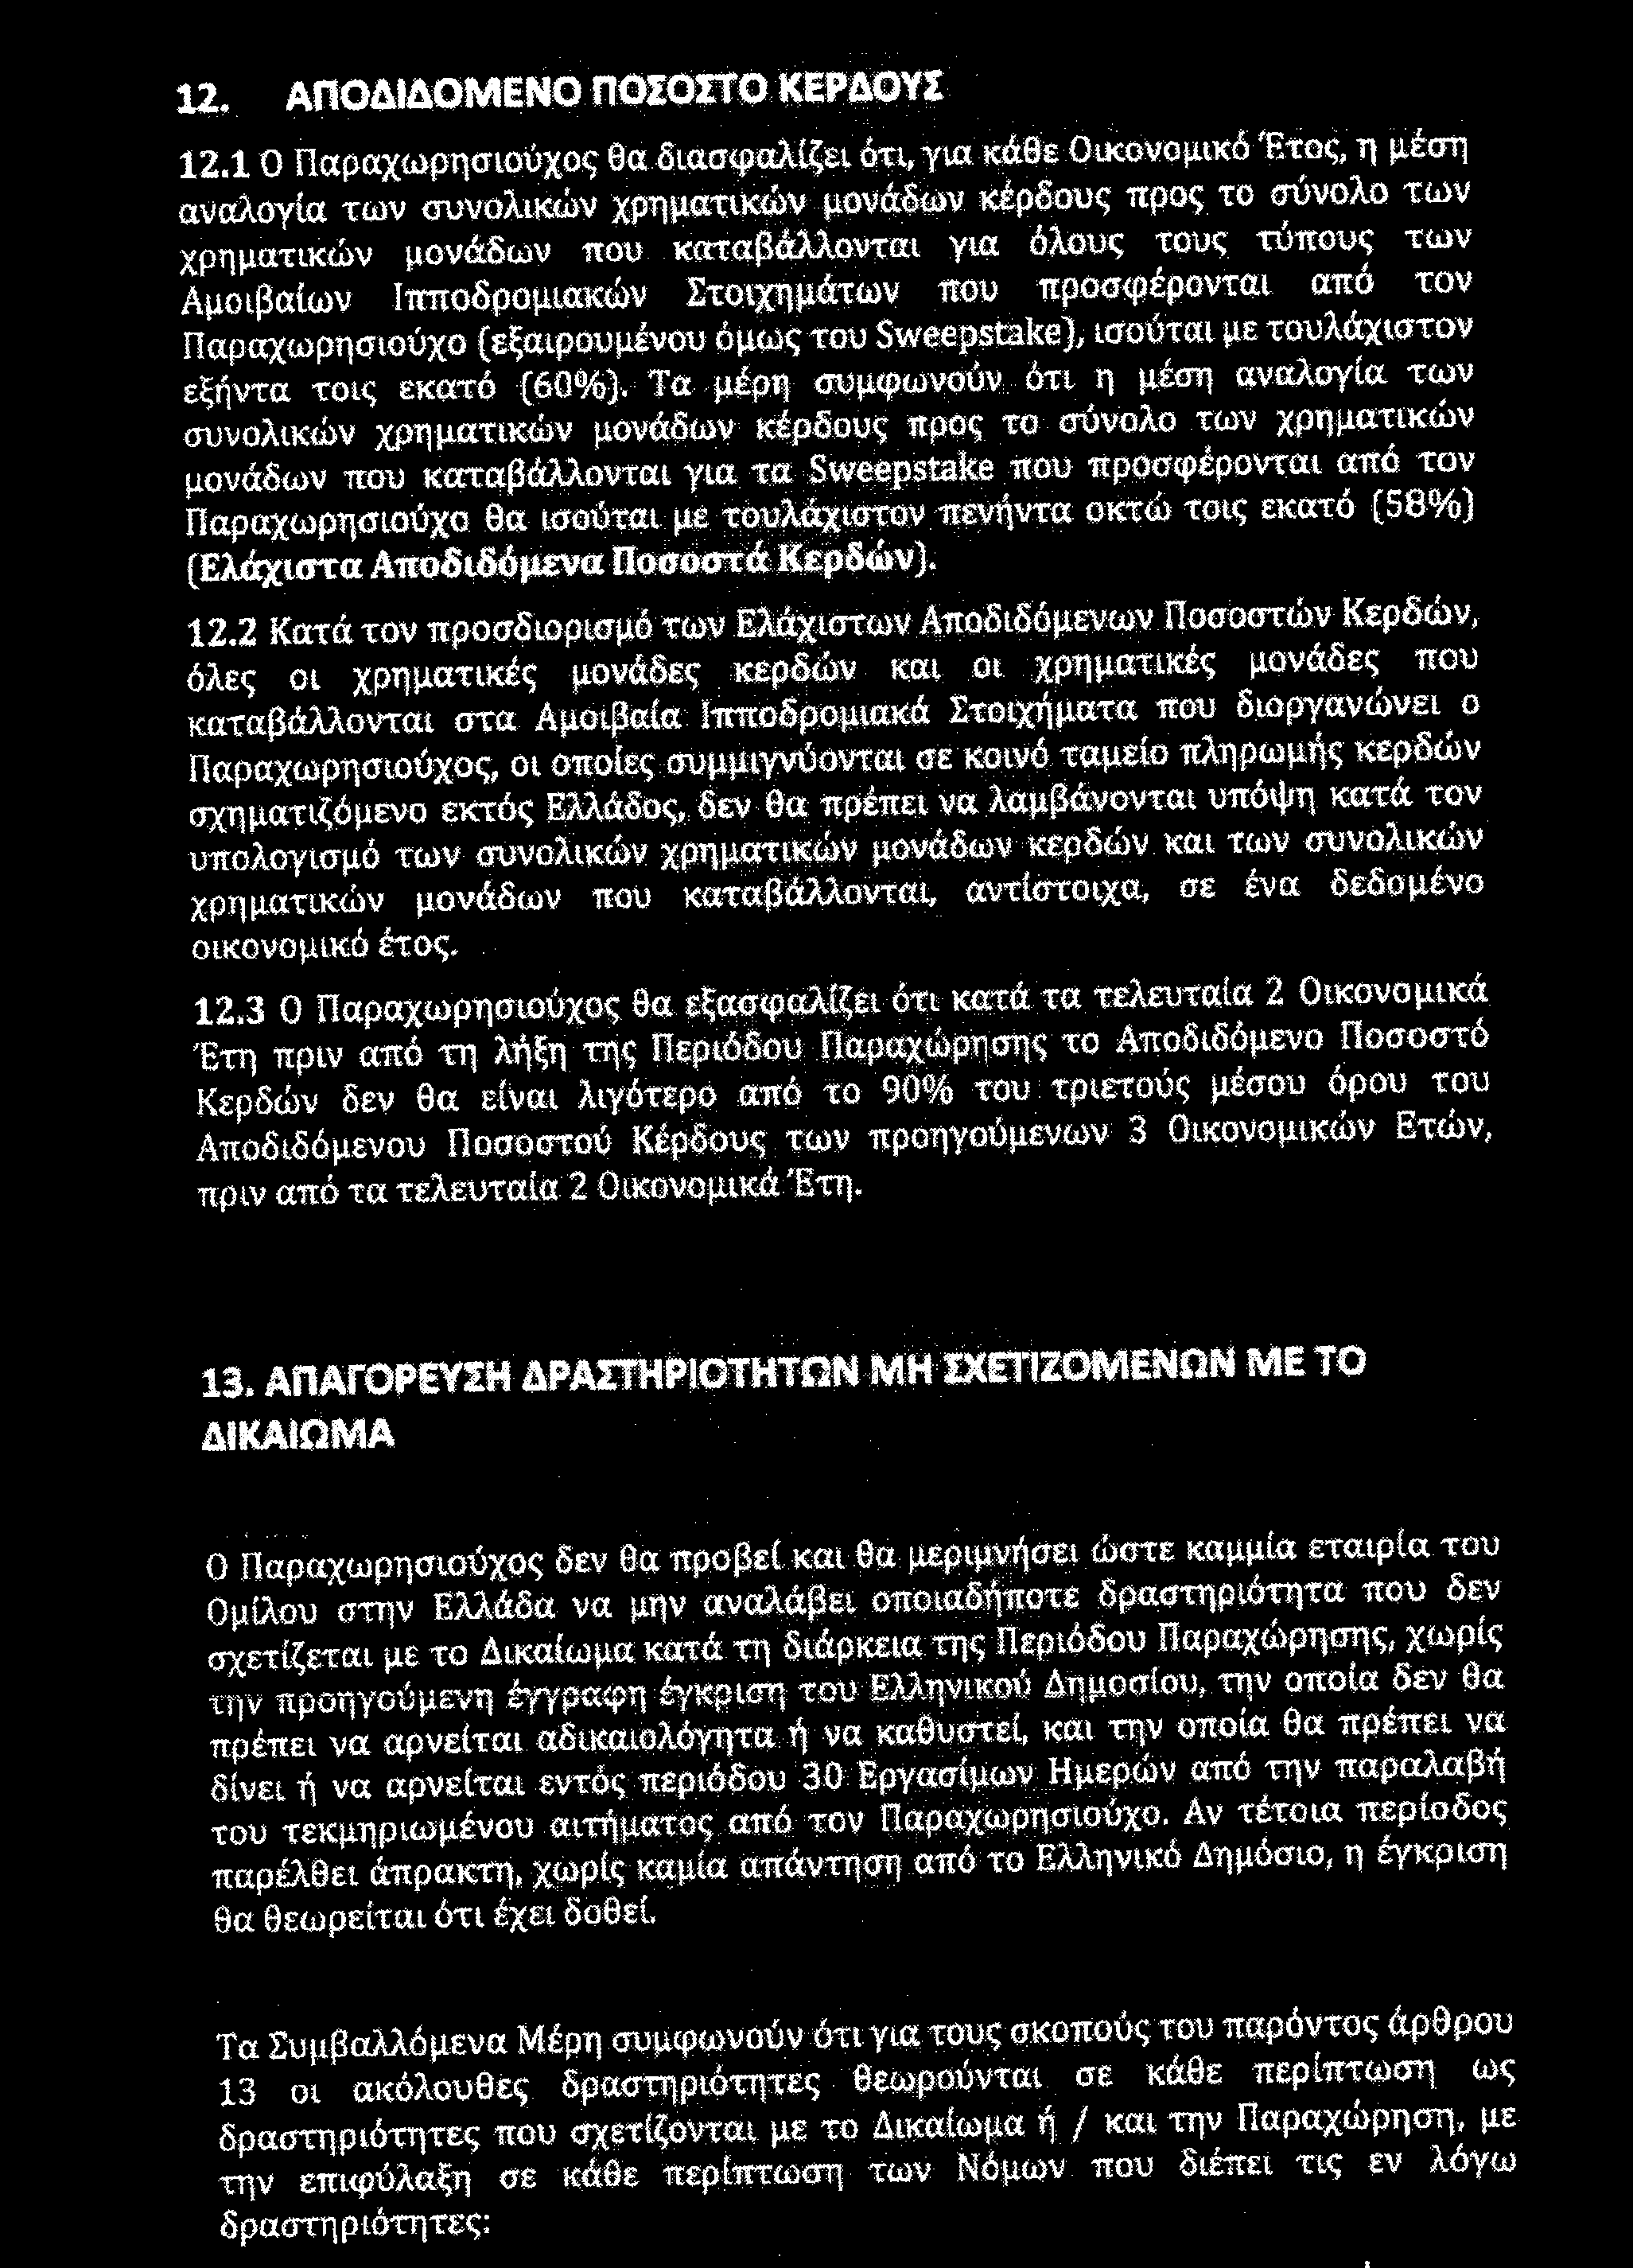 12. ΑΠΟΔΙΔΟΜΕΝΟ ΠΟΣΟΣΤΟ ΚΕΡΔΟΥΣ
12.1 Ο Παραχωρησιούχος θα διασφαλίζει ότι, για κάθε Οικονομικό Έτος, η μέση
αναλογία των συνολικών χρηματικών μονάδων κέρδους προς το σύνολο των
χρηματικών μονάδων που καταβάλλονται για όλους τους τύπους των
Αμοιβαίων Ιπποδρομιακών Στοιχημάτων που προσφέρονται από τον
Παραχωρησιούχο (εξαιρουμένου όμως του Sweepstake), ισούται με τουλάχιστον
εξήντα τοις εκατό (60%). Τα μέρη συμφωνούν ότι η μέση αναλογία των
συνολικών χρηματικών μονάδων κέρδους προς το σύνολο των χρηματικών
μονάδων που καταβάλλονται για τα Sweepstake που προσφέρονται από τον
Παραχωρησιούχο θα ισούται με τουλάχιστον πενήντα οκτώ τοις εκατό (58%)
(Ελάχιστα Αποδιδόμενα Ποσοστά Κερδών).
12.2 Κατά τον προσδιορισμό των Ελάχιστων Αποδιδόμενων Ποσοστών Κερδών,
όλες οι χρηματικές μονάδες κερδών και οι χρηματικές μονάδες που
καταβάλλονται στα Αμοιβαία Ιπποδρομιακά Στοιχήματα που διοργανώνει ο
Παραχωρησιούχος, οι οποίες συμμιγνύονται σε κοινό ταμείο πληρωμής κερδών
σχηματιζόμενο εκτός Ελλάδος, δεν θα πρέπει να λαμβάνονται υπόψη κατά τον
υπολογισμό των συνολικών χρηματικών μονάδων κερδών και των συνολικών
χρηματικών μονάδων που καταβάλλονται, αντίστοιχα, σε ένα δεδομένο
οικονομικό έτος.
12.3 Ο Παραχωρησιούχος θα εξασφαλίζει ότι κατά τα τελευταία 2 Οικονομικά
Έτη πριν από τη λήξη της Περιόδου Παραχώρησης το Αποδιδόμενο Ποσοστό
Κερδών δεν θα είναι λιγότερο από το 90% του τριετούς μέσου όρου του
Αποδιδόμενου Ποσοστού Κέρδους των προηγούμενων 3 Οικονομικών Ετών,
πριν από τα τελευταία 2 Οικονομικά Έτη.
13. ΑΠΑΓΟΡΕΥΣΗ ΔΡΑΣΤΗΡΙΟΤΗΤΩΝ ΜΗ ΣΧΕΤΙΖΟΜΕΝΩΝ ΜΕ ΤΟ
ΔΙΚΑΙΩΜΑ
Ο Παραχωρησιούχος δεν θα προβεί και θα μεριμνήσει ώστε καμμία εταιρία του
Ομίλου στην Ελλάδα να μην αναλάβει οποιαδήποτε δραστηριότητα που δεν
σχετίζεται με το Δικαίωμα κατά τη διάρκεια της Περιόδου Παραχώρησης, χωρίς
την προηγούμενη έγγραφη έγκριση του Ελληνικού Δημοσίου, την οποία δεν θα
πρέπει να αρνείται αδικαιολόγητα ή να καθυστεί, και την οποία θα πρέπει να
δίνει ή να αρνείται εντός περιόδου 30 Εργασίμων Ημερών από την παραλαβή
του τεκμηριωμένου αιτήματος από τον Παραχωρησιούχο. Αν τέτοια περίοδος
παρέλθει άπρακτη, χωρίς καμία απάντηση από το Ελληνικό Δημόσιο, η έγκριση
θα θεωρείται ότι έχει δοθεί.
Τα Συμβαλλόμενα Μέρη συμφωνούν ότι για τους σκοπούς του παρόντος άρθρου
13 οι ακόλουθες δραστηριότητες θεωρούνται σε κάθε περίπτωση ως
δραστηριότητες που σχετίζονται με το Δικαίωμα ή / και την Παραχώρηση, με
την επιφύλαξη σε κάθε περίπτωση των Νόμων που διέπει τις εν λόγω
δραστηριότητες: